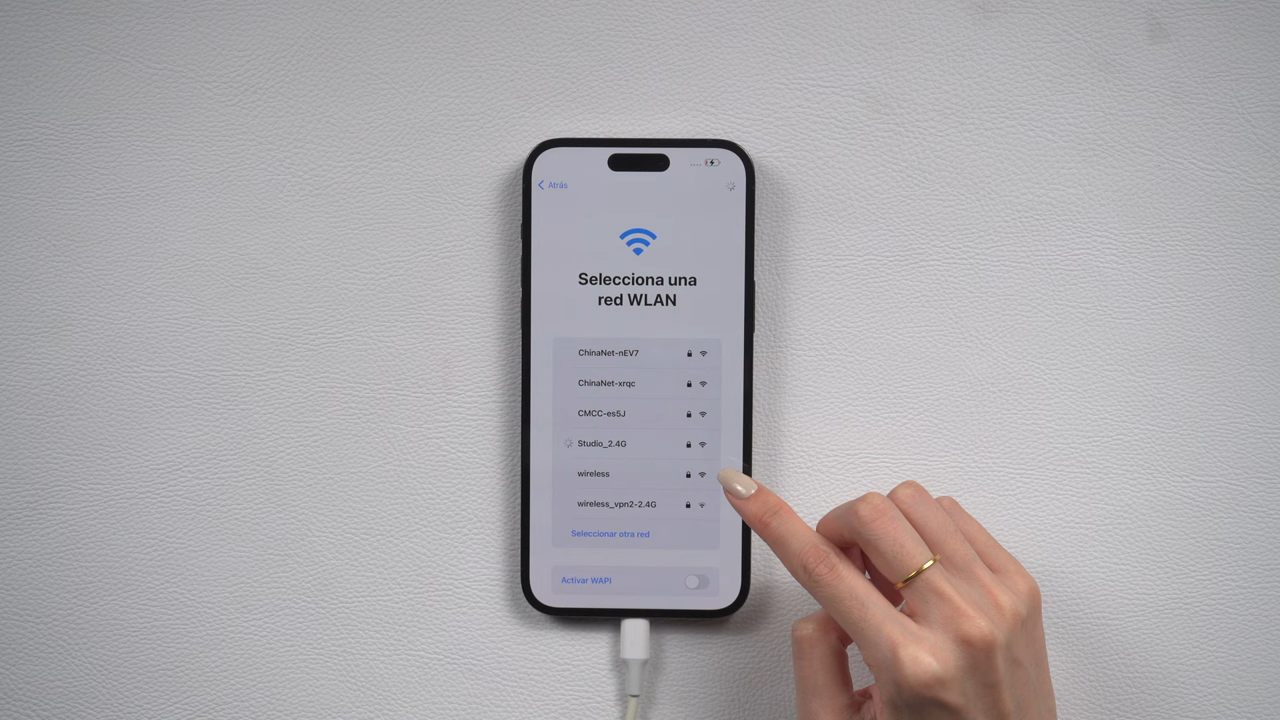 Atrás
Selecciona una
red WLAN
ChinaNet-nEV7
ChinaNet-xrqc
CMCC-es5J
Studio_2.4G
wireless
wireless_vpn2-2.4G
Seleccionar otra red
Activar WAPI